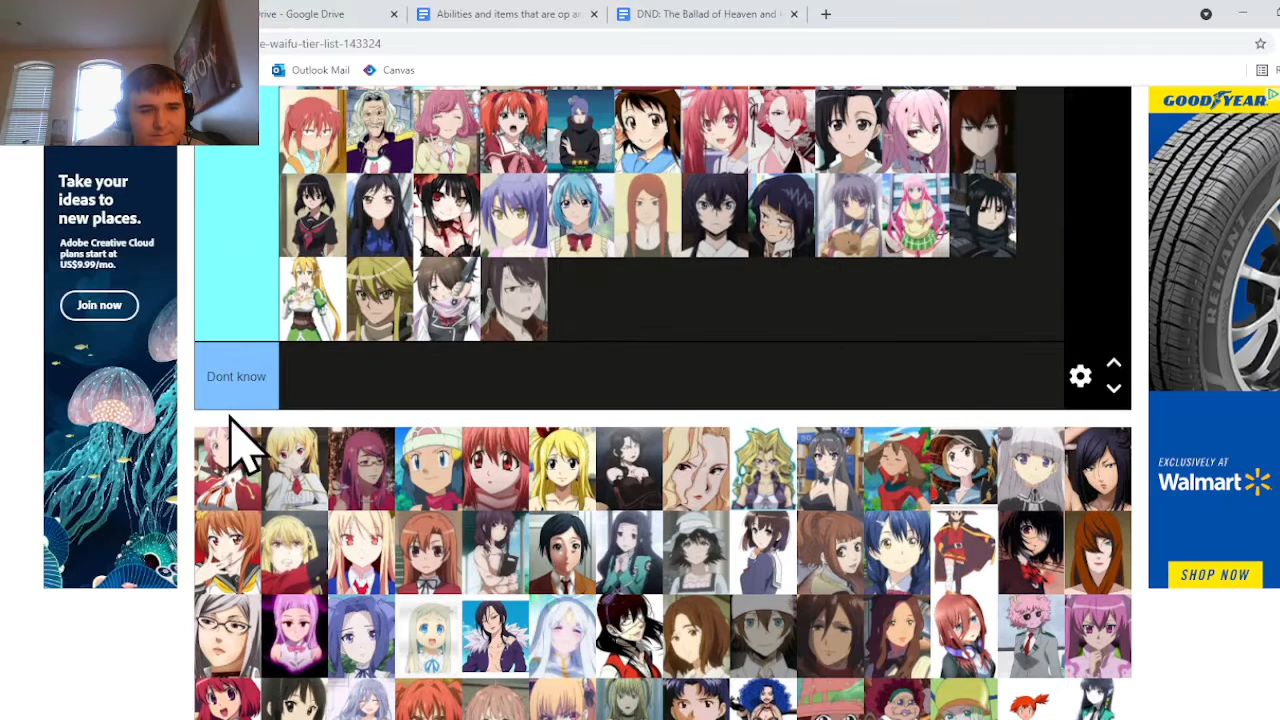 rive - Google Drive
Abilities and items that are op an
DND: The Ballad of Heaven and
e-waifu-tier-list-143324
Outlook Mail
Canvas
Take your
ideas to
new places.
Adobe Creative Cloud
plans start at
US$9.99/mo.
Join now
Dont know
GOODYEAR
RELIANT
EXCLUSIVELY AT
Walmart
SHOP NOW